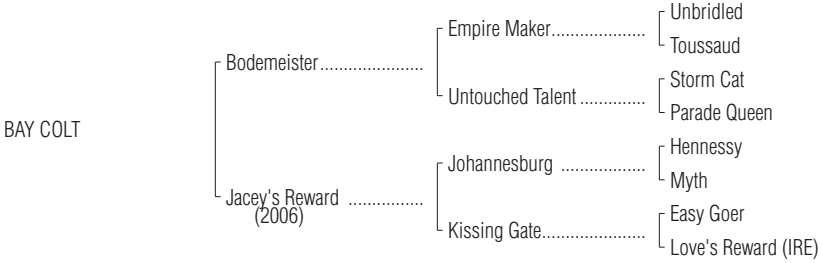 Unbridled
Empire Maker....................
Toussaud
Bodemeister......................
Storm Cat
Untouched Talent ..............
Parade Queen
BAY COLT
Hennessy
Johannesburg ..................
Myth
Jacey's Reward ................
(2006)
Easy Goer
Kissing Gate......................
Love's Reward (IRE)